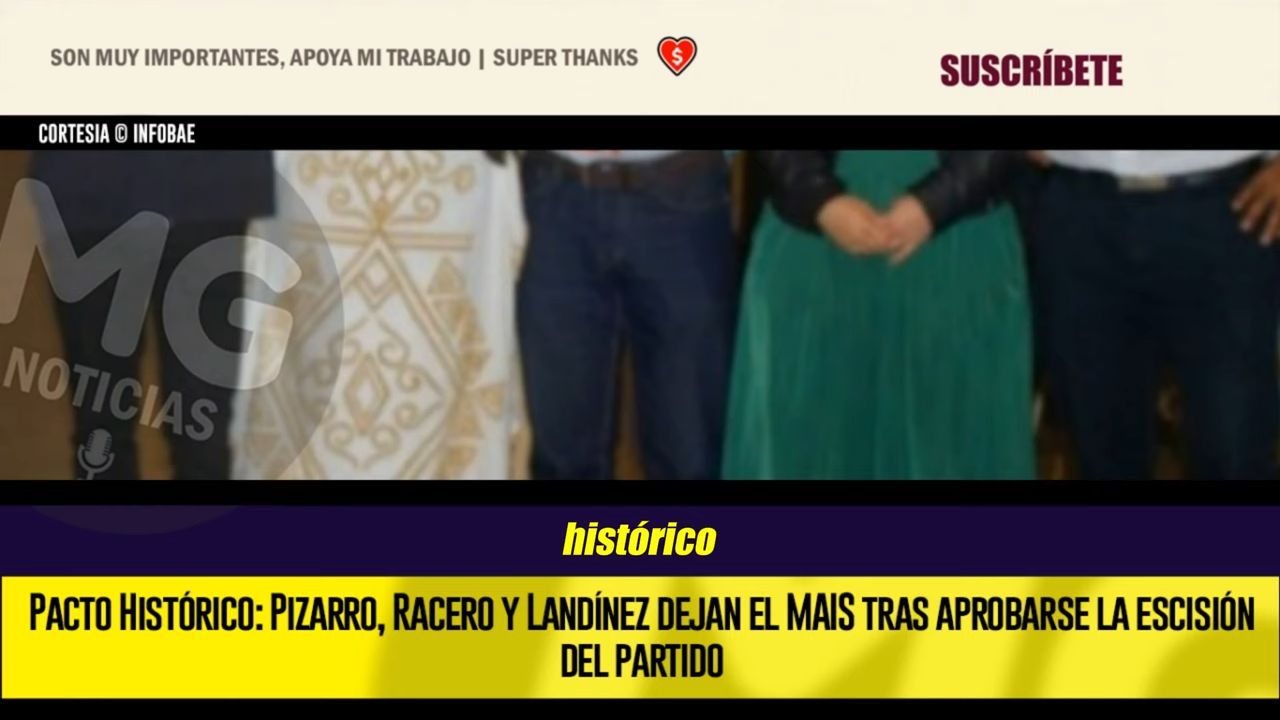 SON MUY IMPORTANTES, APOYA MI TRABAJO | SUPER THANKS $
SUSCRÍBETE
CORTESIA © INFOBAE
MG
NOTICIAS
histórico
PACTO HISTÓRICO: PIZARRO, RACERO Y LANDÍNEZ DEJAN EL MAIS TRAS APROBARSE LA ESCISIÓN
DEL PARTIDO